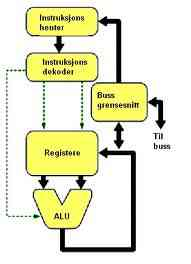 Instruksjons
henter
Instruksjons
dekoder
Buss
grensesnitt
Til
buss
Registere
ALU